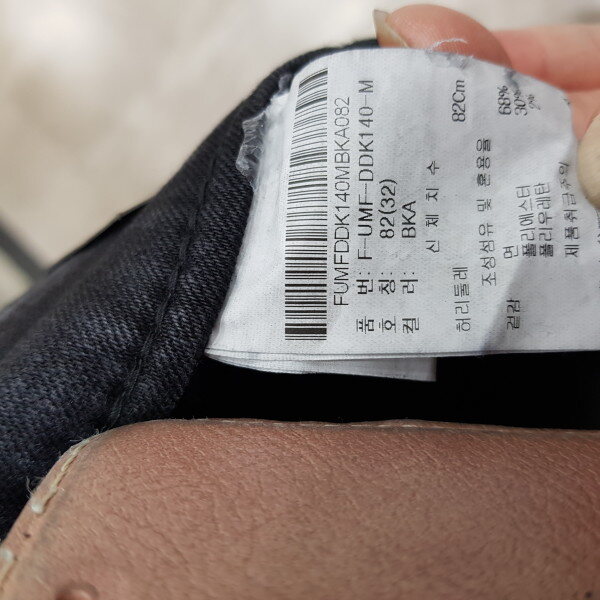 FUMFDDK140MBKA082
품 번: F-UMF-DDK140-M
호 칭: 82(32)
컬 러: BKA
신 체 치 수
허리둘레 82Cm
조성섬유 및 혼용율
겉감 면 68%
폴리에스터 30%
폴리우레탄 2%
제품취급주의